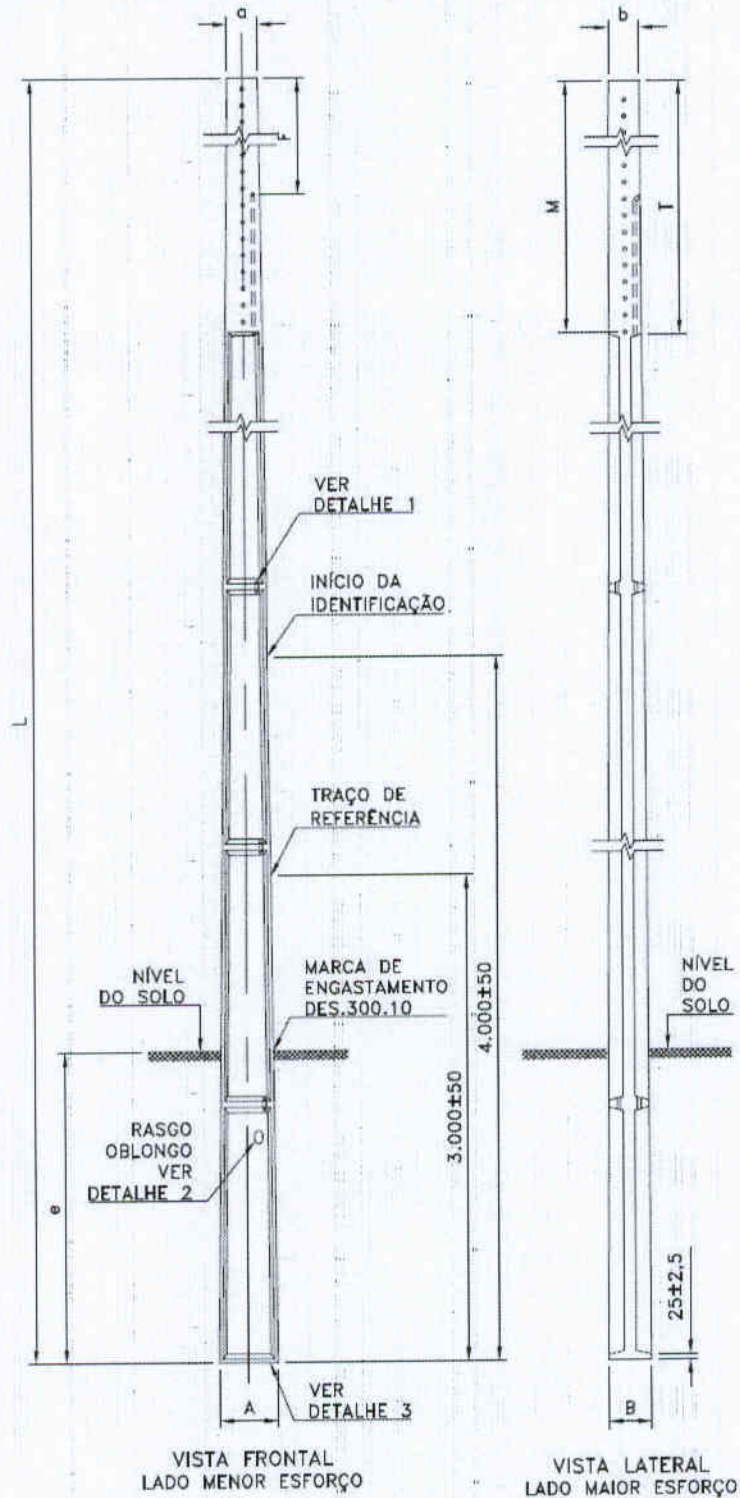 a
b
F
M
T
L
VER
DETALHE 1
INÍCIO DA
IDENTIFICAÇÃO
TRAÇO DE
REFERÊNCIA
NÍVEL
DO SOLO
MARCA DE
ENGASTAMENTO
DES.300.10
NÍVEL
DO
SOLO
4.000±50
3.000±50
RASGO
OBLONGO
VER
DETALHE 2
e
25±2,5
A
VER
DETALHE 3
B
VISTA FRONTAL
LADO MENOR ESFORÇO
VISTA LATERAL
LADO MAIOR ESFORÇO